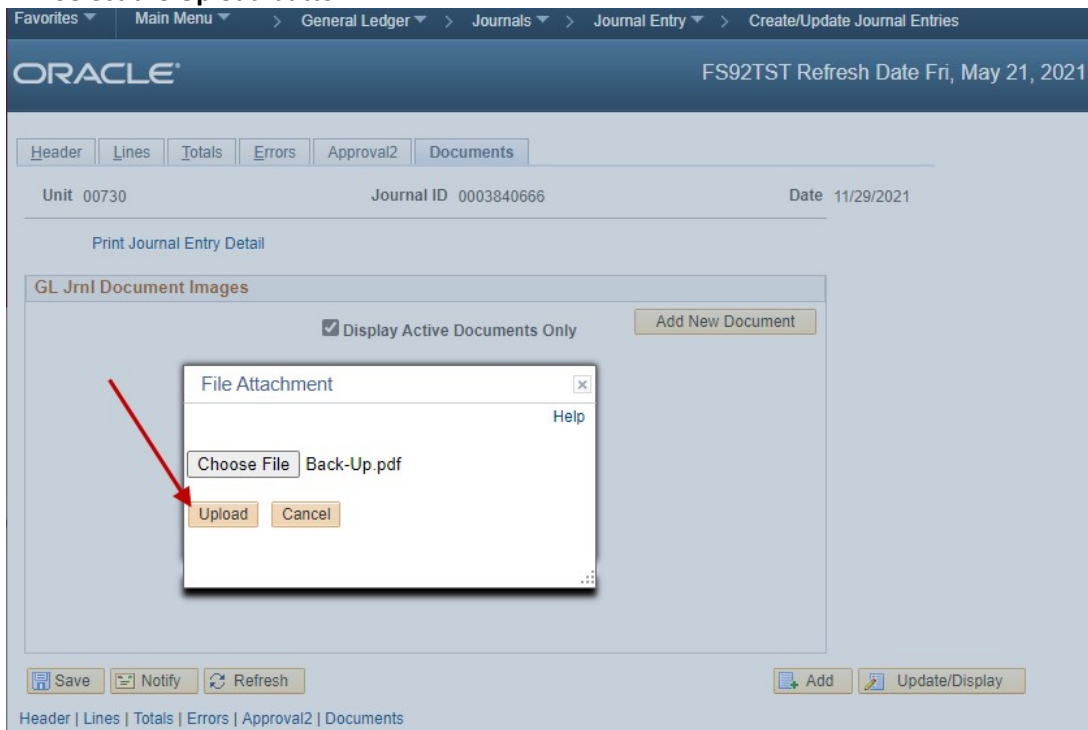 Favorites Main Menu > General Ledger > Journals > Journal Entry > Create/Update Journal Entries
ORACLE FS92TST Refresh Date Fri, May 21, 2021
Header Lines Totals Errors Approval2 Documents
Unit 00730 Journal ID 0003840666 Date 11/29/2021
Print Journal Entry Detail
GL Jrnl Document Images
Display Active Documents Only Add New Document
File Attachment
Help
Choose File Back-Up.pdf
Upload Cancel
Save Notify Refresh Add Update/Display
Header | Lines | Totals | Errors | Approval2 | Documents